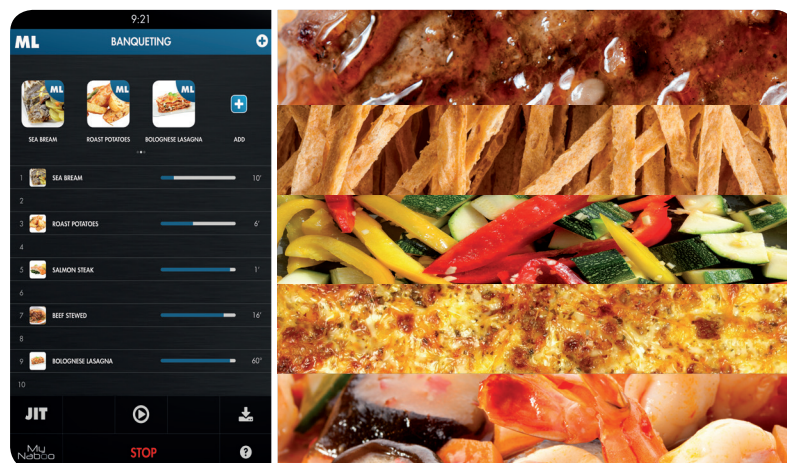 9:21
ML BANQUETING
ML ML ML
SEA BREAM ROAST POTATOES BOLOGNESE LASAGNA ADD
1 SEA BREAM 10'
2
3 ROAST POTATOES 6'
4
5 SALMON STEAK 1'
6
7 BEEF STEWED 16'
8
9 BOLOGNESE LASAGNA 60"
10
JIT
My Naboo STOP ?